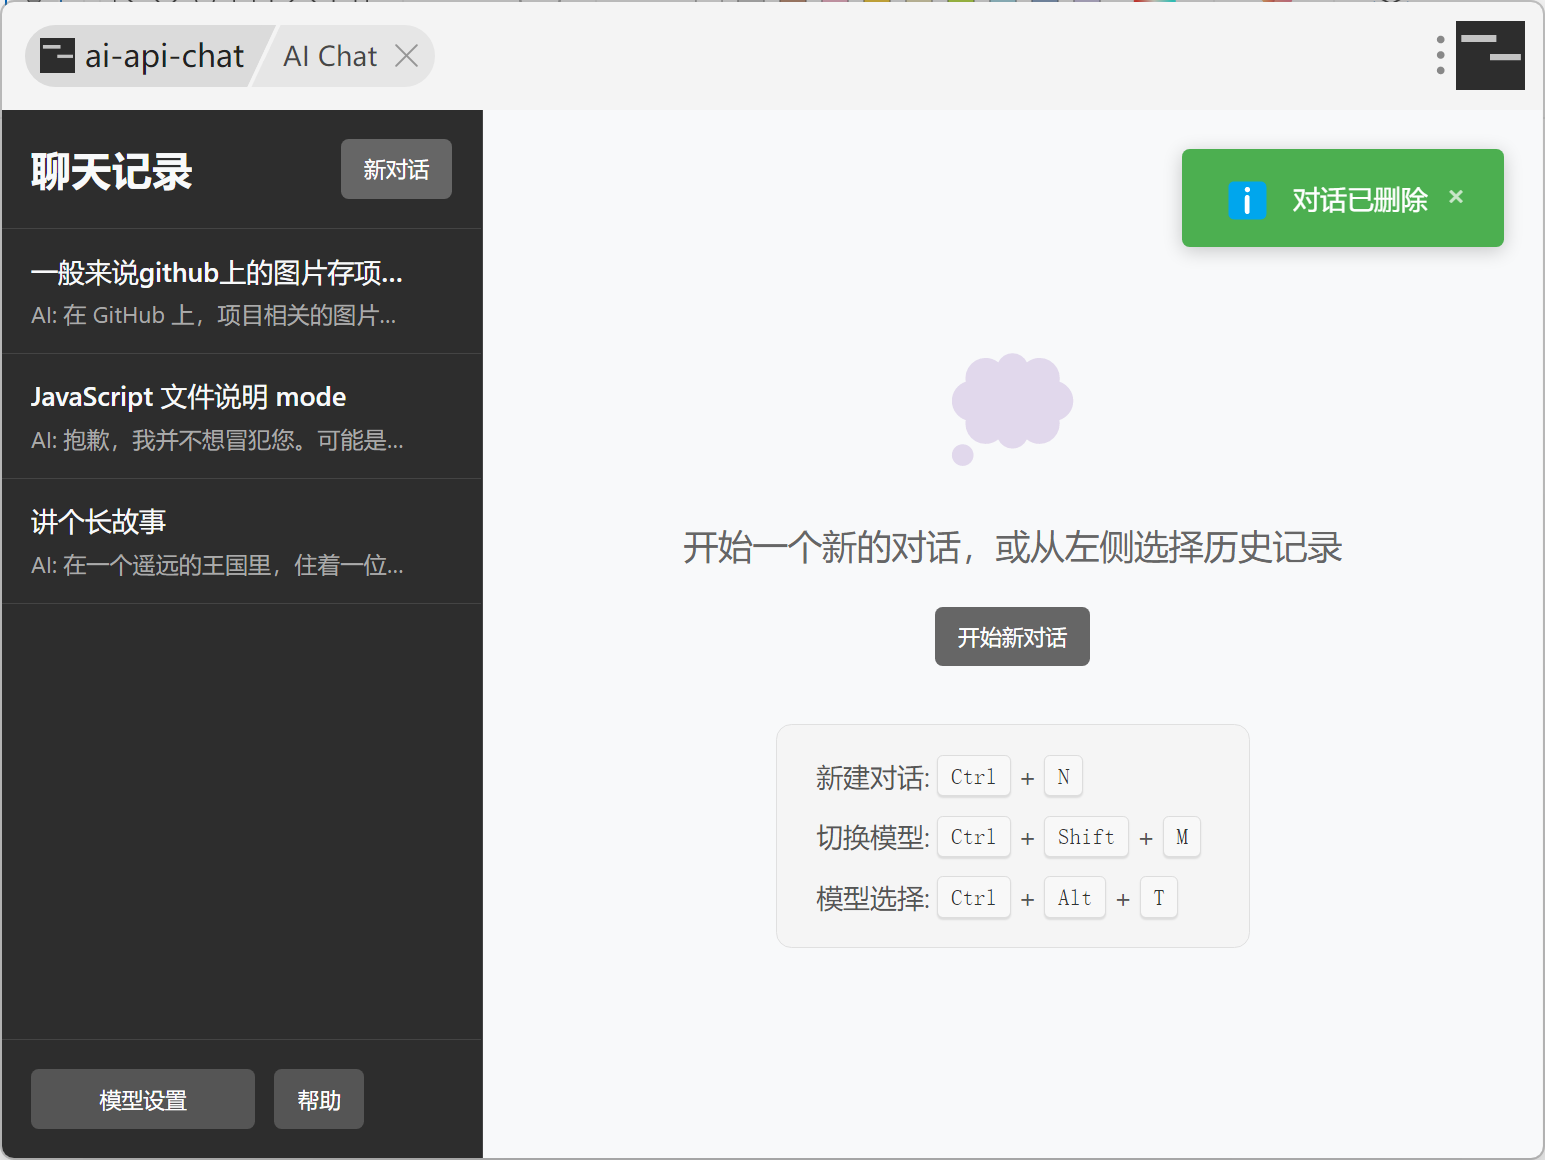 ai-api-chat AI Chat
聊天记录
新对话
一般来说github上的图片存项...
AI: 在 GitHub 上，项目相关的图片...
JavaScript 文件说明 mode
AI: 抱歉，我并不想冒犯您。可能是...
讲个长故事
AI: 在一个遥远的王国里，住着一位...
模型设置
帮助
对话已删除 ×
开始一个新的对话，或从左侧选择历史记录
开始新对话
新建对话: Ctrl + N
切换模型: Ctrl + Shift + M
模型选择: Ctrl + Alt + T